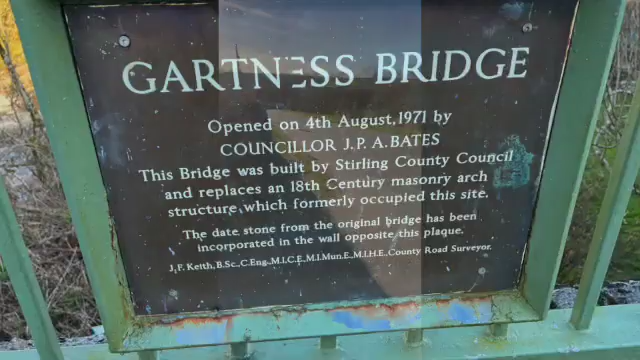 GARTNESS BRIDGE
Opened on 4th August, 1971 by
COUNCILLOR J.P.A. BATES
This Bridge was built by Stirling County Council
and replaces an 18th Century masonry arch
structure, which formerly occupied this site.
The date stone from the original bridge has been
incorporated in the wall opposite this plaque.
J.F. Keith, B.Sc., C.Eng., M.I.C.E., M.I.Mun.E., M.I.H.E., County Road Surveyor.